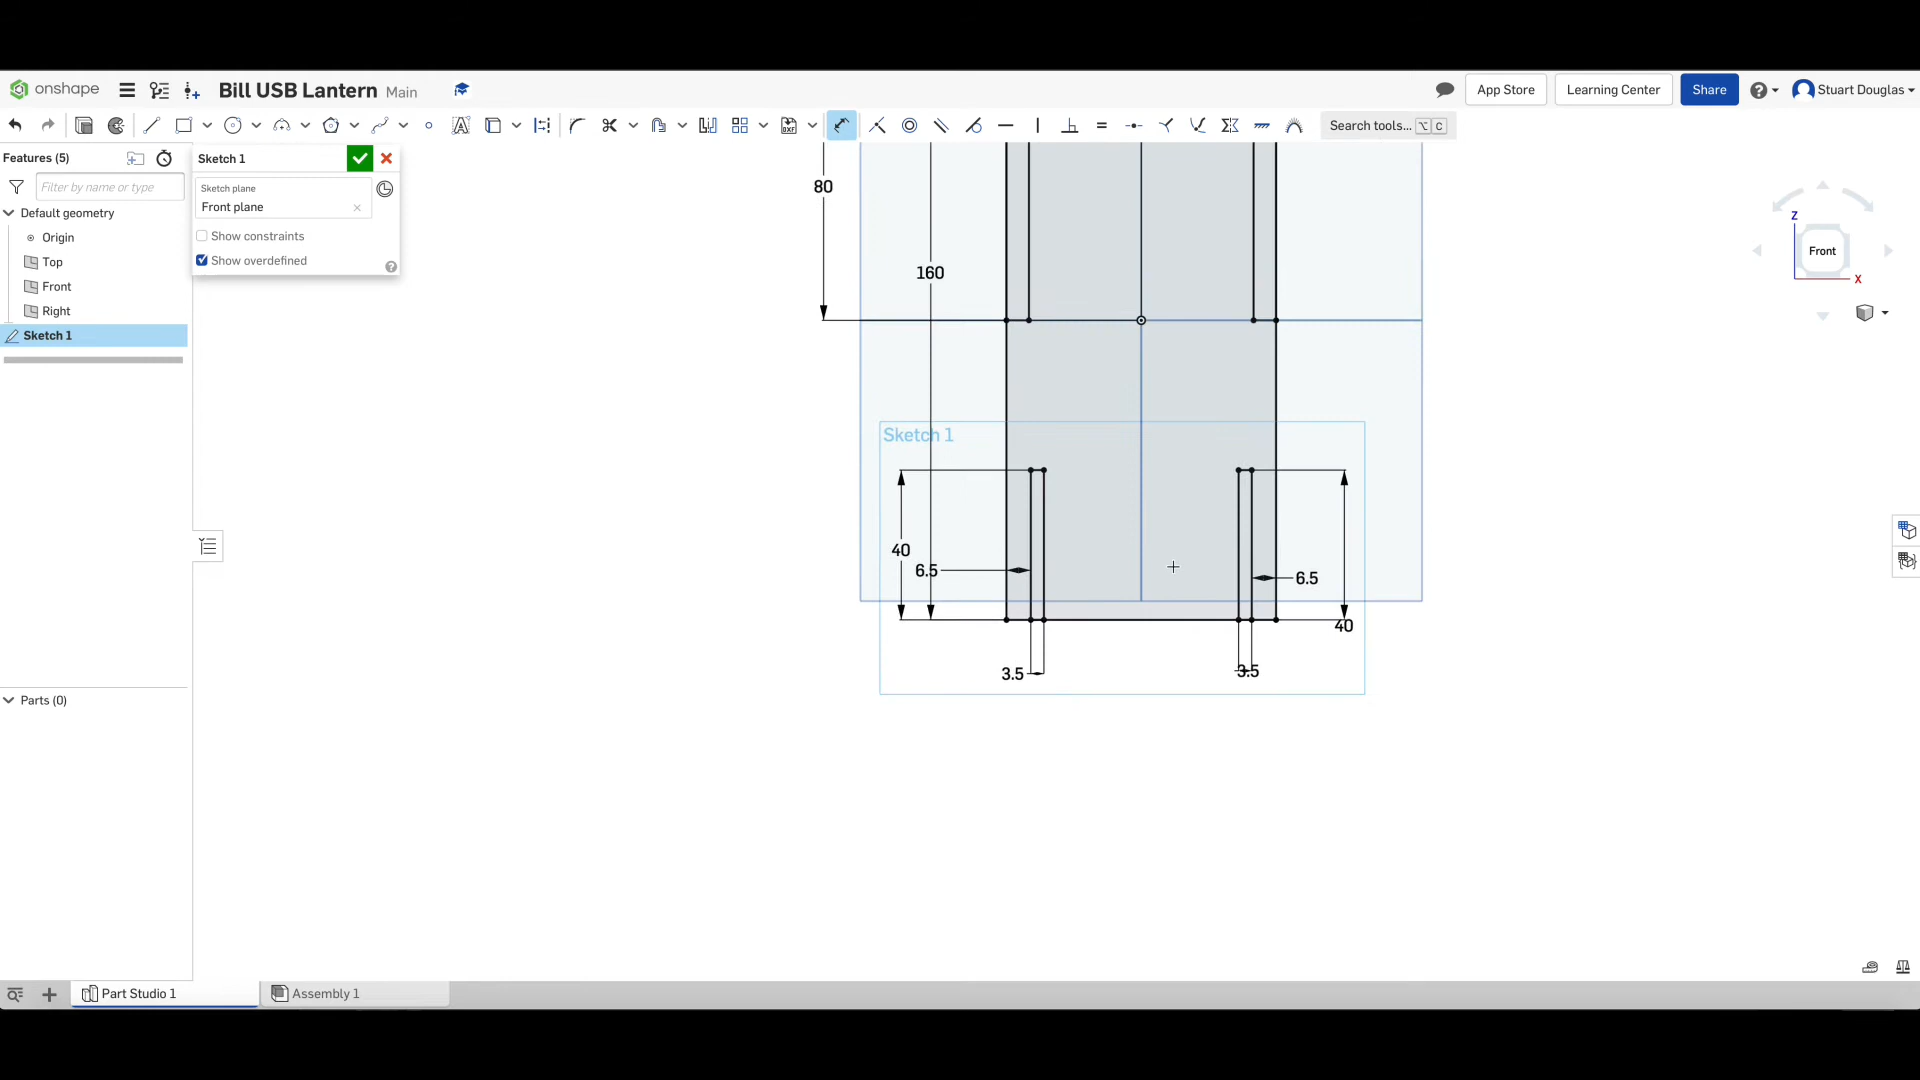 onshape
Bill USB Lantern Main
App Store
Learning Center
Share
Stuart Douglas
Search tools... ⌥ C
Features (5)
Filter by name or type
Default geometry
Origin
Top
Front
Right
Sketch 1
Sketch 1
Sketch plane
Front plane
Show constraints
Show overdefined
80
160
Sketch 1
40
6.5
6.5
40
3.5
3.5
Z
Front
X
Parts (0)
Part Studio 1
Assembly 1